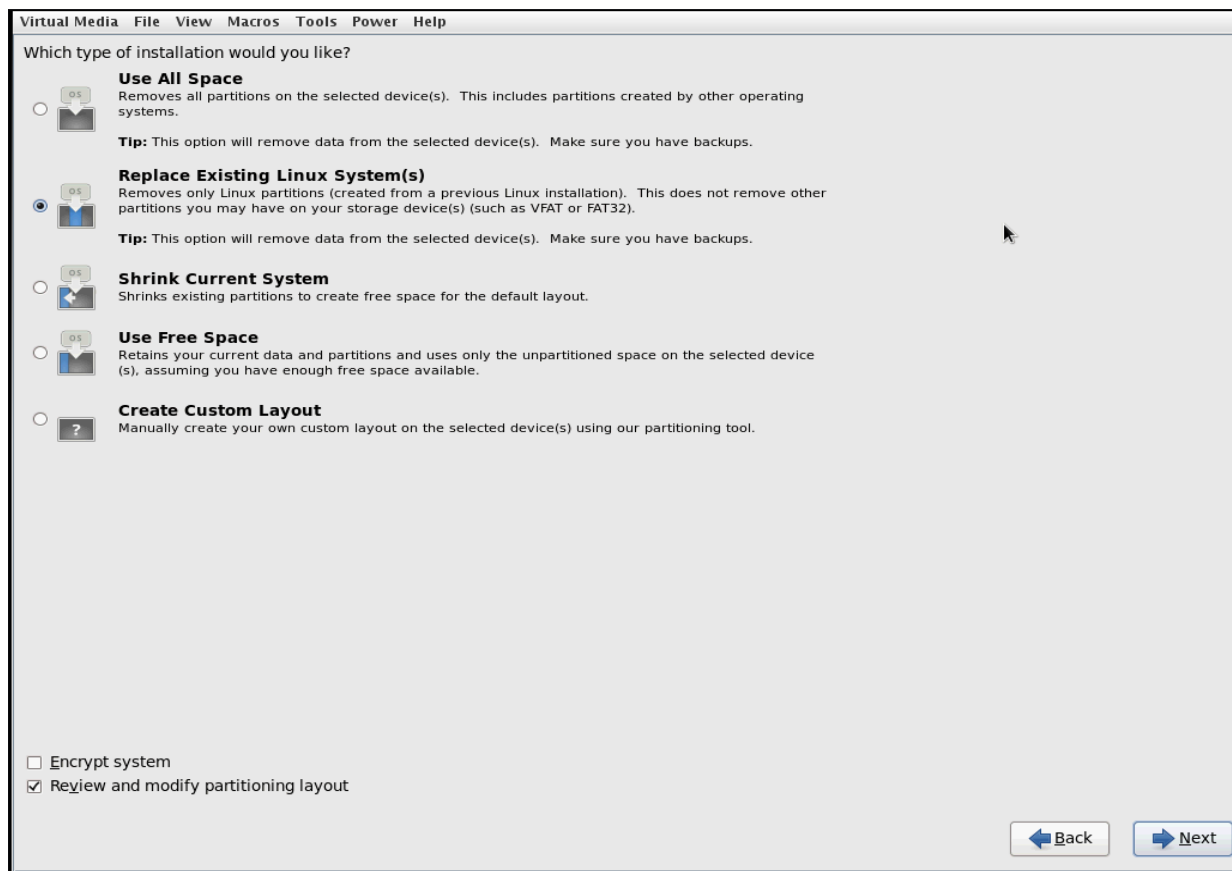 Virtual Media File View Macros Tools Power Help
Which type of installation would you like?
OS
Use All Space
Removes all partitions on the selected device(s). This includes partitions created by other operating
systems.
Tip: This option will remove data from the selected device(s). Make sure you have backups.
OS
Replace Existing Linux System(s)
Removes only Linux partitions (created from a previous Linux installation). This does not remove other
partitions you may have on your storage device(s) (such as VFAT or FAT32).
Tip: This option will remove data from the selected device(s). Make sure you have backups.
OS
Shrink Current System
Shrinks existing partitions to create free space for the default layout.
OS
Use Free Space
Retains your current data and partitions and uses only the unpartitioned space on the selected device
(s), assuming you have enough free space available.
?
Create Custom Layout
Manually create your own custom layout on the selected device(s) using our partitioning tool.
Encrypt system
Review and modify partitioning layout
Back Next